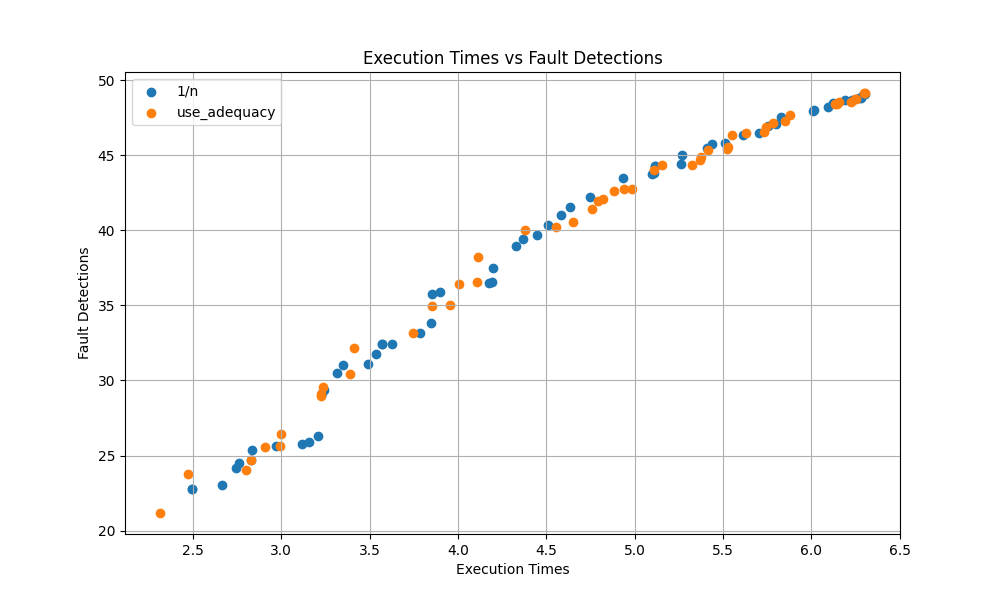 Execution Times vs Fault Detections
1/n
use_adequacy
Fault Detections
50
45
40
35
30
25
20
2.5 3.0 3.5 4.0 4.5 5.0 5.5 6.0 6.5
Execution Times